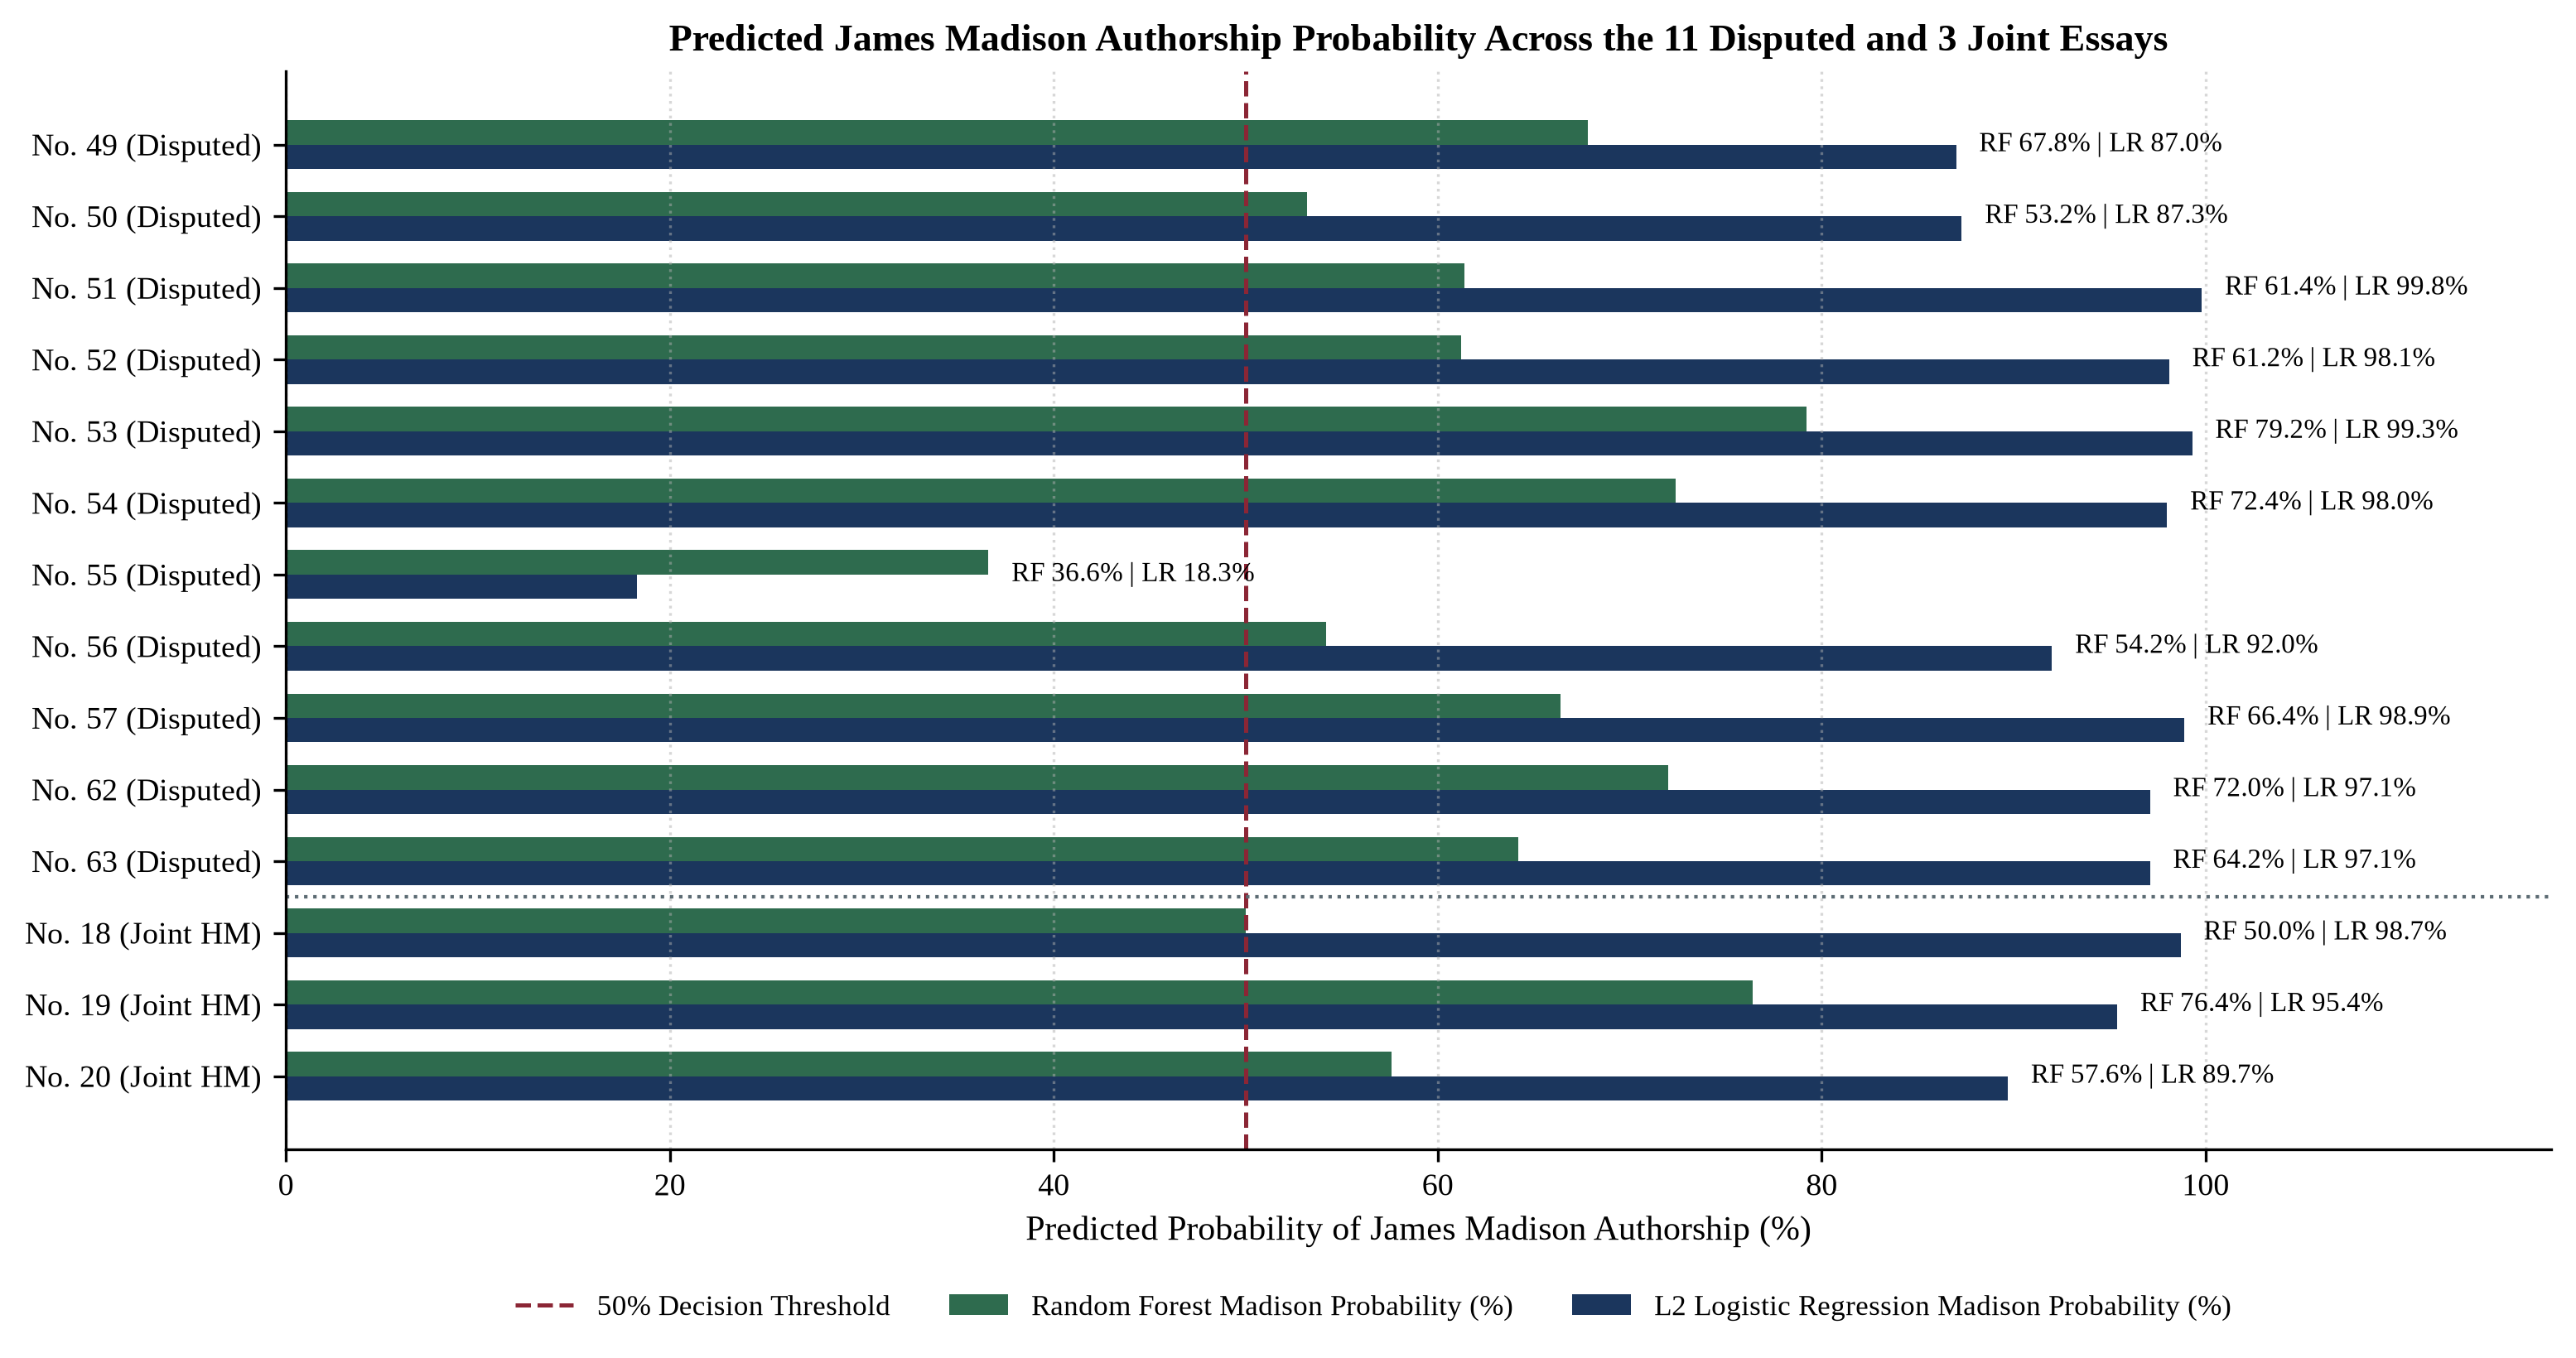 Predicted James Madison Authorship Probability Across the 11 Disputed and 3 Joint Essays
No. 49 (Disputed) RF 67.8% | LR 87.0%
No. 50 (Disputed) RF 53.2% | LR 87.3%
No. 51 (Disputed) RF 61.4% | LR 99.8%
No. 52 (Disputed) RF 61.2% | LR 98.1%
No. 53 (Disputed) RF 79.2% | LR 99.3%
No. 54 (Disputed) RF 72.4% | LR 98.0%
No. 55 (Disputed) RF 36.6% | LR 18.3%
No. 56 (Disputed) RF 54.2% | LR 92.0%
No. 57 (Disputed) RF 66.4% | LR 98.9%
No. 62 (Disputed) RF 72.0% | LR 97.1%
No. 63 (Disputed) RF 64.2% | LR 97.1%
No. 18 (Joint HM) RF 50.0% | LR 98.7%
No. 19 (Joint HM) RF 76.4% | LR 95.4%
No. 20 (Joint HM) RF 57.6% | LR 89.7%
0 20 40 60 80 100
Predicted Probability of James Madison Authorship (%)
50% Decision Threshold Random Forest Madison Probability (%) L2 Logistic Regression Madison Probability (%)